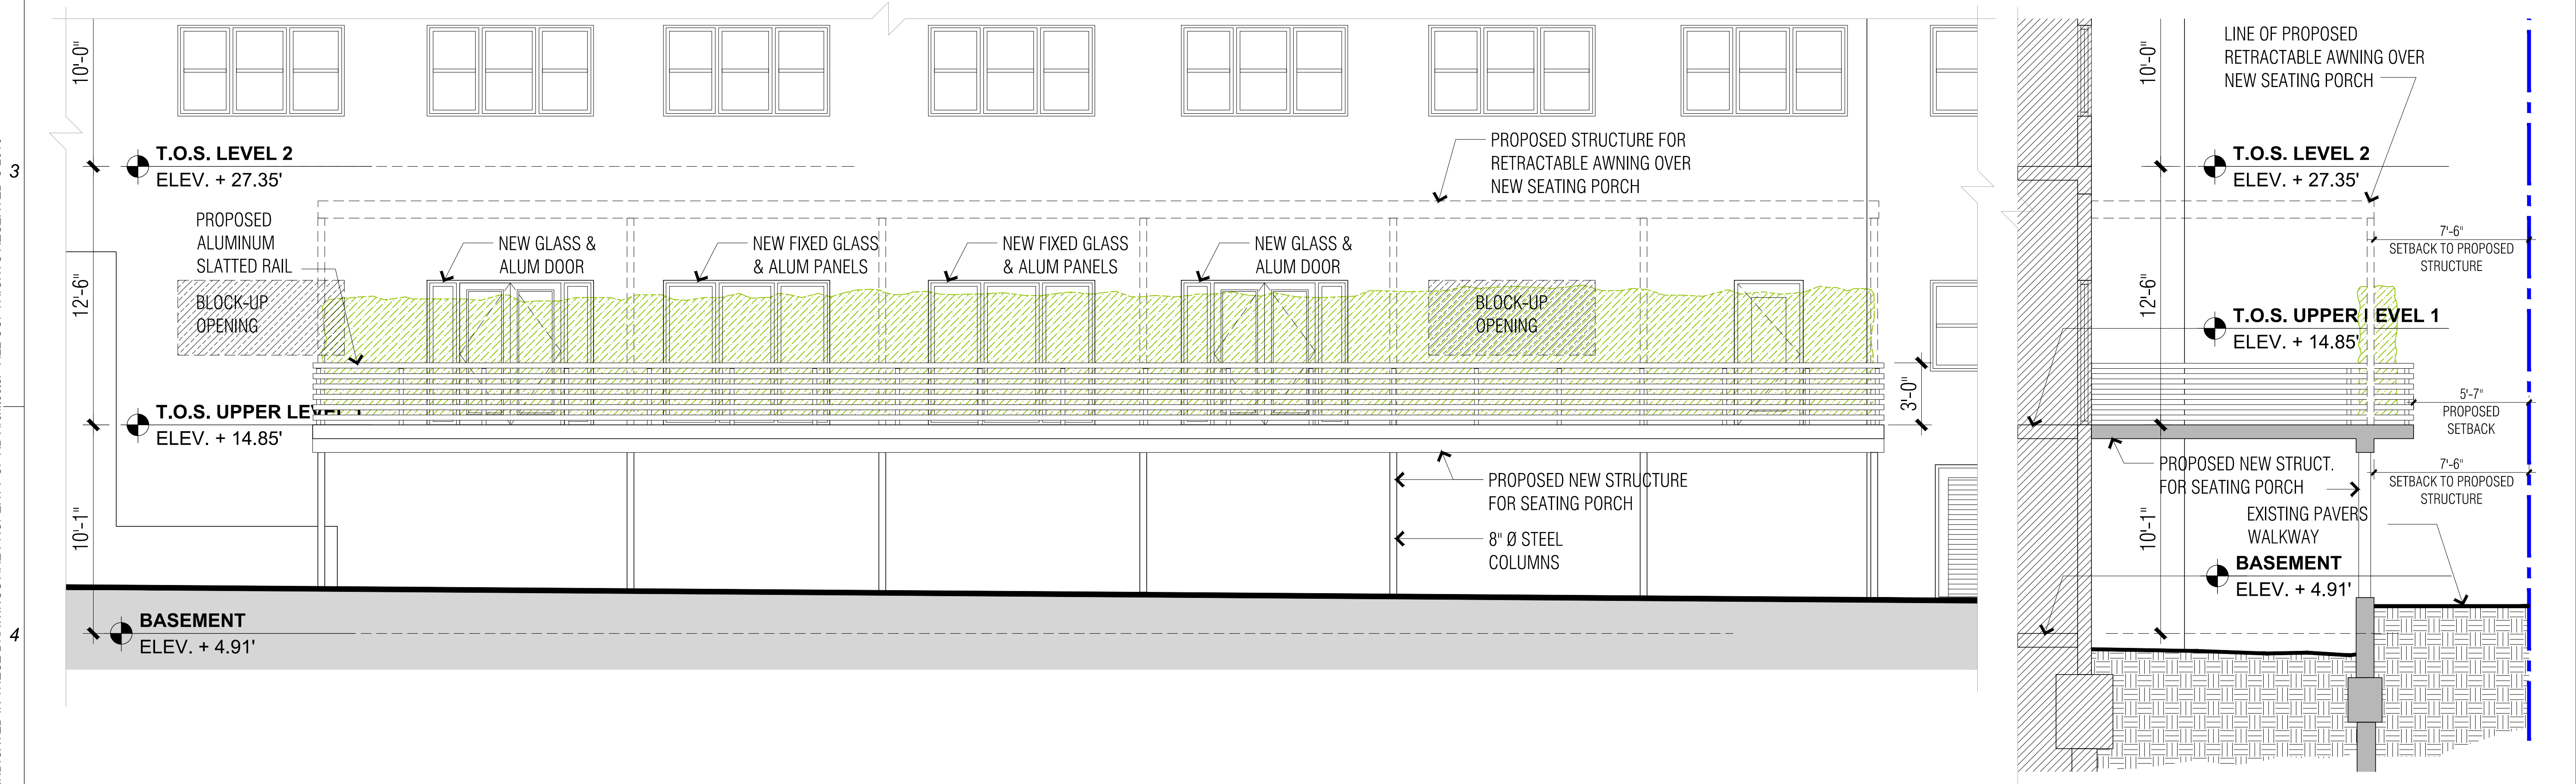 3
4
10'-0"
T.O.S. LEVEL 2
ELEV. + 27.35'
PROPOSED
ALUMINUM
SLATTED RAIL
BLOCK-UP
OPENING
12'-6"
T.O.S. UPPER LEVEL 1
ELEV. + 14.85'
10'-1"
BASEMENT
ELEV. + 4.91'
NEW GLASS &
ALUM DOOR
NEW FIXED GLASS
& ALUM PANELS
NEW FIXED GLASS
& ALUM PANELS
NEW GLASS &
ALUM DOOR
PROPOSED STRUCTURE FOR
RETRACTABLE AWNING OVER
NEW SEATING PORCH
BLOCK-UP
OPENING
3'-0"
PROPOSED NEW STRUCTURE
FOR SEATING PORCH
8" Ø STEEL
COLUMNS
LINE OF PROPOSED
RETRACTABLE AWNING OVER
NEW SEATING PORCH
10'-0"
T.O.S. LEVEL 2
ELEV. + 27.35'
7'-6"
SETBACK TO PROPOSED
STRUCTURE
12'-6"
T.O.S. UPPER LEVEL 1
ELEV. + 14.85'
5'-7"
PROPOSED
SETBACK
PROPOSED NEW STRUCT.
FOR SEATING PORCH
7'-6"
SETBACK TO PROPOSED
STRUCTURE
EXISTING PAVERS
WALKWAY
10'-1"
BASEMENT
ELEV. + 4.91'